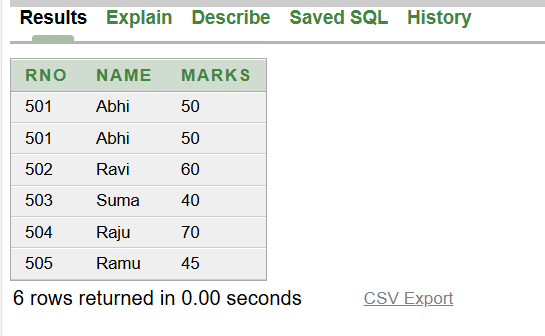 Results Explain Describe Saved SQL History
RNO NAME MARKS
501 Abhi 50
501 Abhi 50
502 Ravi 60
503 Suma 40
504 Raju 70
505 Ramu 45
6 rows returned in 0.00 seconds CSV Export